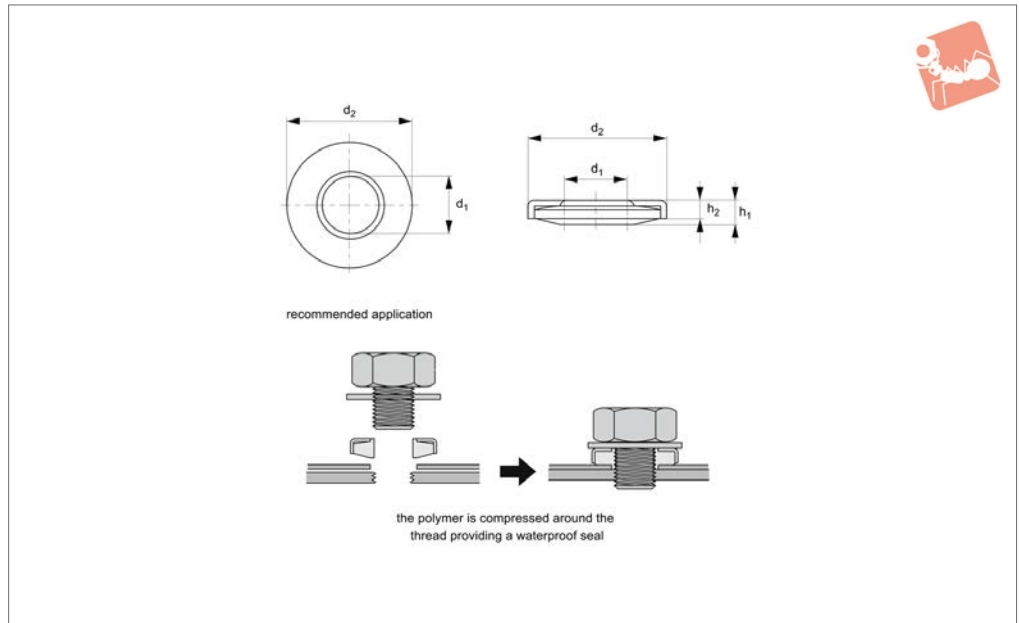 d₂
d₁
d₂
d₁
h₂
h₁
recommended application
the polymer is compressed around the
thread providing a waterproof seal